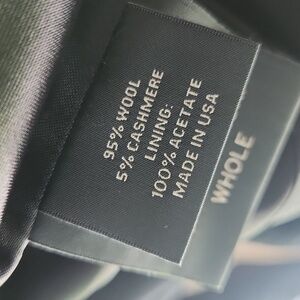 95% WOOL
5% CASHMERE
LINING:
100% ACETATE
MADE IN USA
WHOLE